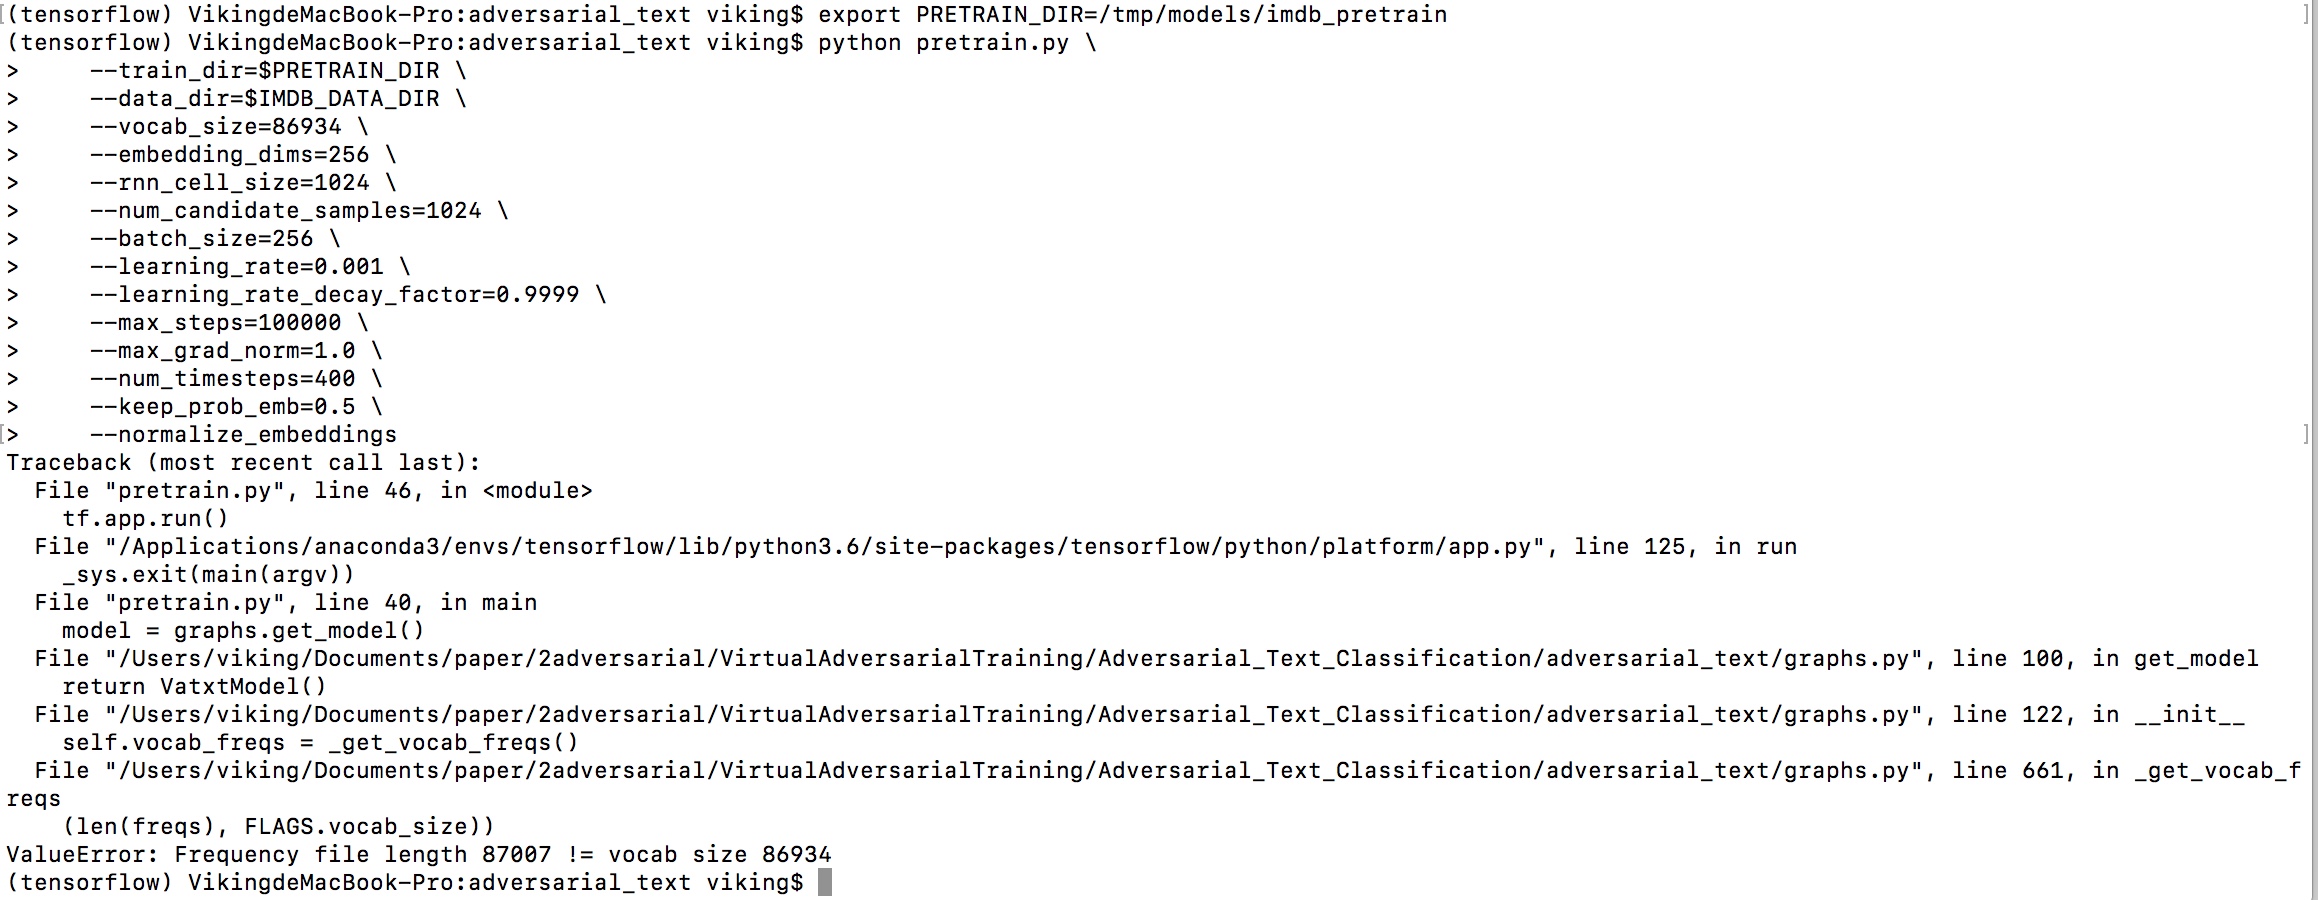 [(tensorflow) VikingdeMacBook-Pro:adversarial_text viking$ export PRETRAIN_DIR=/tmp/models/imdb_pretrain ]
(tensorflow) VikingdeMacBook-Pro:adversarial_text viking$ python pretrain.py \
>     --train_dir=$PRETRAIN_DIR \
>     --data_dir=$IMDB_DATA_DIR \
>     --vocab_size=86934 \
>     --embedding_dims=256 \
>     --rnn_cell_size=1024 \
>     --num_candidate_samples=1024 \
>     --batch_size=256 \
>     --learning_rate=0.001 \
>     --learning_rate_decay_factor=0.9999 \
>     --max_steps=100000 \
>     --max_grad_norm=1.0 \
>     --num_timesteps=400 \
>     --keep_prob_emb=0.5 \
[>     --normalize_embeddings ]
Traceback (most recent call last):
  File "pretrain.py", line 46, in <module>
    tf.app.run()
  File "/Applications/anaconda3/envs/tensorflow/lib/python3.6/site-packages/tensorflow/python/platform/app.py", line 125, in run
    _sys.exit(main(argv))
  File "pretrain.py", line 40, in main
    model = graphs.get_model()
  File "/Users/viking/Documents/paper/2adversarial/VirtualAdversarialTraining/Adversarial_Text_Classification/adversarial_text/graphs.py", line 100, in get_model
    return VatxtModel()
  File "/Users/viking/Documents/paper/2adversarial/VirtualAdversarialTraining/Adversarial_Text_Classification/adversarial_text/graphs.py", line 122, in __init__
    self.vocab_freqs = _get_vocab_freqs()
  File "/Users/viking/Documents/paper/2adversarial/VirtualAdversarialTraining/Adversarial_Text_Classification/adversarial_text/graphs.py", line 661, in _get_vocab_f
reqs
    (len(freqs), FLAGS.vocab_size))
ValueError: Frequency file length 87007 != vocab size 86934
(tensorflow) VikingdeMacBook-Pro:adversarial_text viking$